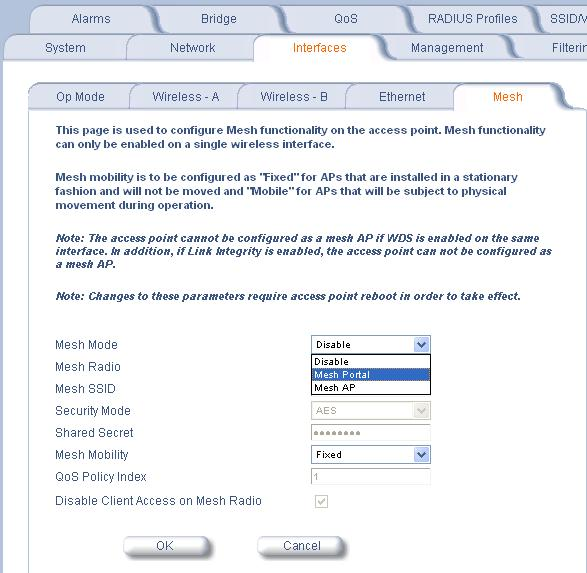 Alarms Bridge QoS RADIUS Profiles SSID/V
System Network Interfaces Management Filterin
Op Mode Wireless - A Wireless - B Ethernet Mesh
This page is used to configure Mesh functionality on the access point. Mesh functionality
can only be enabled on a single wireless interface.
Mesh mobility is to be configured as "Fixed" for APs that are installed in a stationary
fashion and will not be moved and "Mobile" for APs that will be subject to physical
movement during operation.
Note: The access point cannot be configured as a mesh AP if WDS is enabled on the same
interface. In addition, if Link Integrity is enabled, the access point can not be configured as
a mesh AP.
Note: Changes to these parameters require access point reboot in order to take effect.
Mesh Mode Disable
Disable
Mesh Radio Mesh Portal
Mesh SSID Mesh AP
Security Mode AES
Shared Secret ••••••••
Mesh Mobility Fixed
QoS Policy Index 1
Disable Client Access on Mesh Radio
OK Cancel